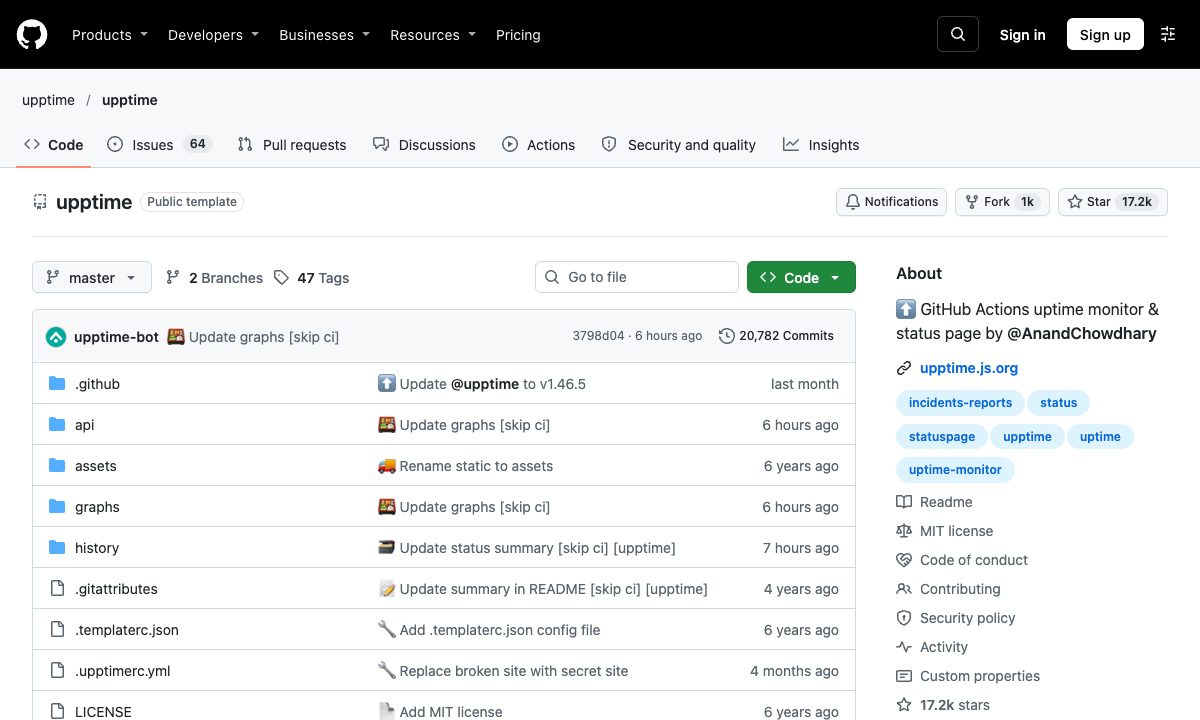 Products Developers Businesses Resources Pricing Sign in Sign up
upptime / upptime
Code Issues 64 Pull requests Discussions Actions Security and quality Insights
upptime Public template Notifications Fork 1k Star 17.2k
master 2 Branches 47 Tags Go to file Code
upptime-bot 🍱 Update graphs [skip ci] 3798d04 · 6 hours ago 20,782 Commits
.github ⬆️ Update @upptime to v1.46.5 last month
api 🍱 Update graphs [skip ci] 6 hours ago
assets 🚚 Rename static to assets 6 years ago
graphs 🍱 Update graphs [skip ci] 6 hours ago
history 🗃️ Update status summary [skip ci] [upptime] 7 hours ago
.gitattributes 📝 Update summary in README [skip ci] [upptime] 4 years ago
.templaterc.json 🔧 Add .templaterc.json config file 6 years ago
.upptimerc.yml 🔧 Replace broken site with secret site 4 months ago
LICENSE 📄 Add MIT license 6 years ago
About
⬆️ GitHub Actions uptime monitor &
status page by @AnandChowdhary
upptime.js.org
incidents-reports status
statuspage upptime uptime
uptime-monitor
Readme
MIT license
Code of conduct
Contributing
Security policy
Activity
Custom properties
17.2k stars